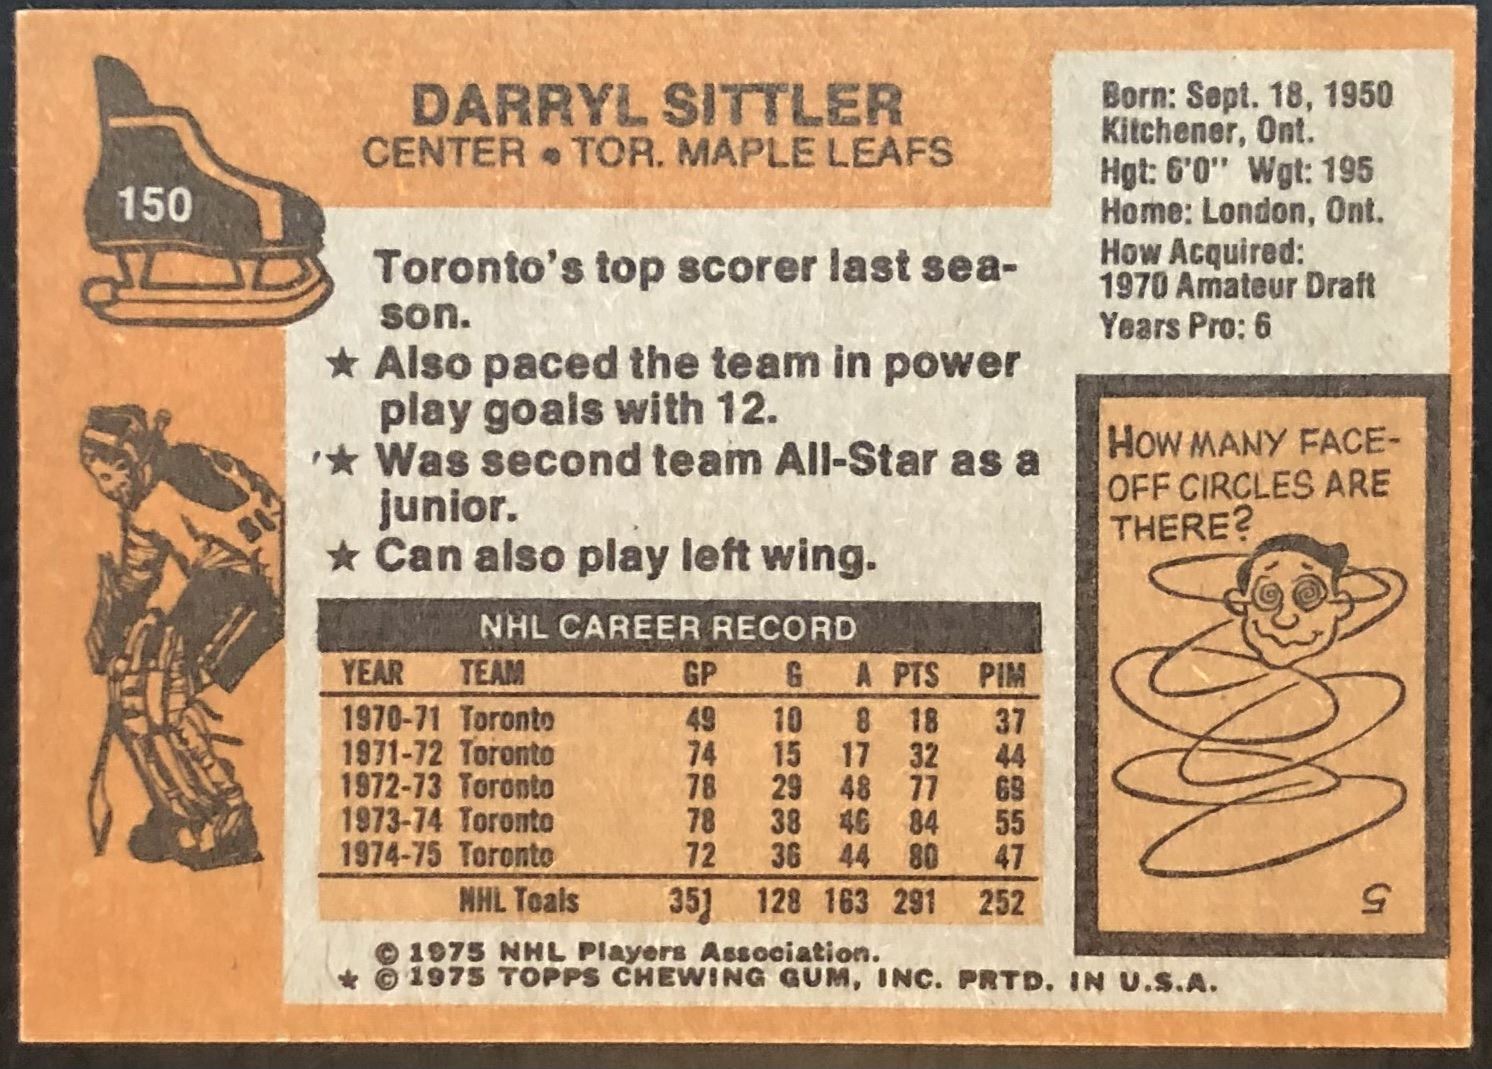 150
DARRYL SITTLER
CENTER • TOR. MAPLE LEAFS
Born: Sept. 18, 1950
Kitchener, Ont.
Hgt: 6'0" Wgt: 195
Home: London, Ont.
How Acquired:
1970 Amateur Draft
Years Pro: 6
Toronto's top scorer last sea-
son.
★ Also paced the team in power
play goals with 12.
★ Was second team All-Star as a
junior.
★ Can also play left wing.
NHL CAREER RECORD
YEAR TEAM GP G A PTS PIM
1970-71 Toronto 49 10 8 18 37
1971-72 Toronto 74 15 17 32 44
1972-73 Toronto 78 29 48 77 69
1973-74 Toronto 78 38 46 84 55
1974-75 Toronto 72 36 44 80 47
NHL Toals 351 128 163 291 252
© 1975 NHL Players Association.
★ © 1975 TOPPS CHEWING GUM, INC. PRTD. IN U.S.A.
HOW MANY FACE-
OFF CIRCLES ARE
THERE?
5